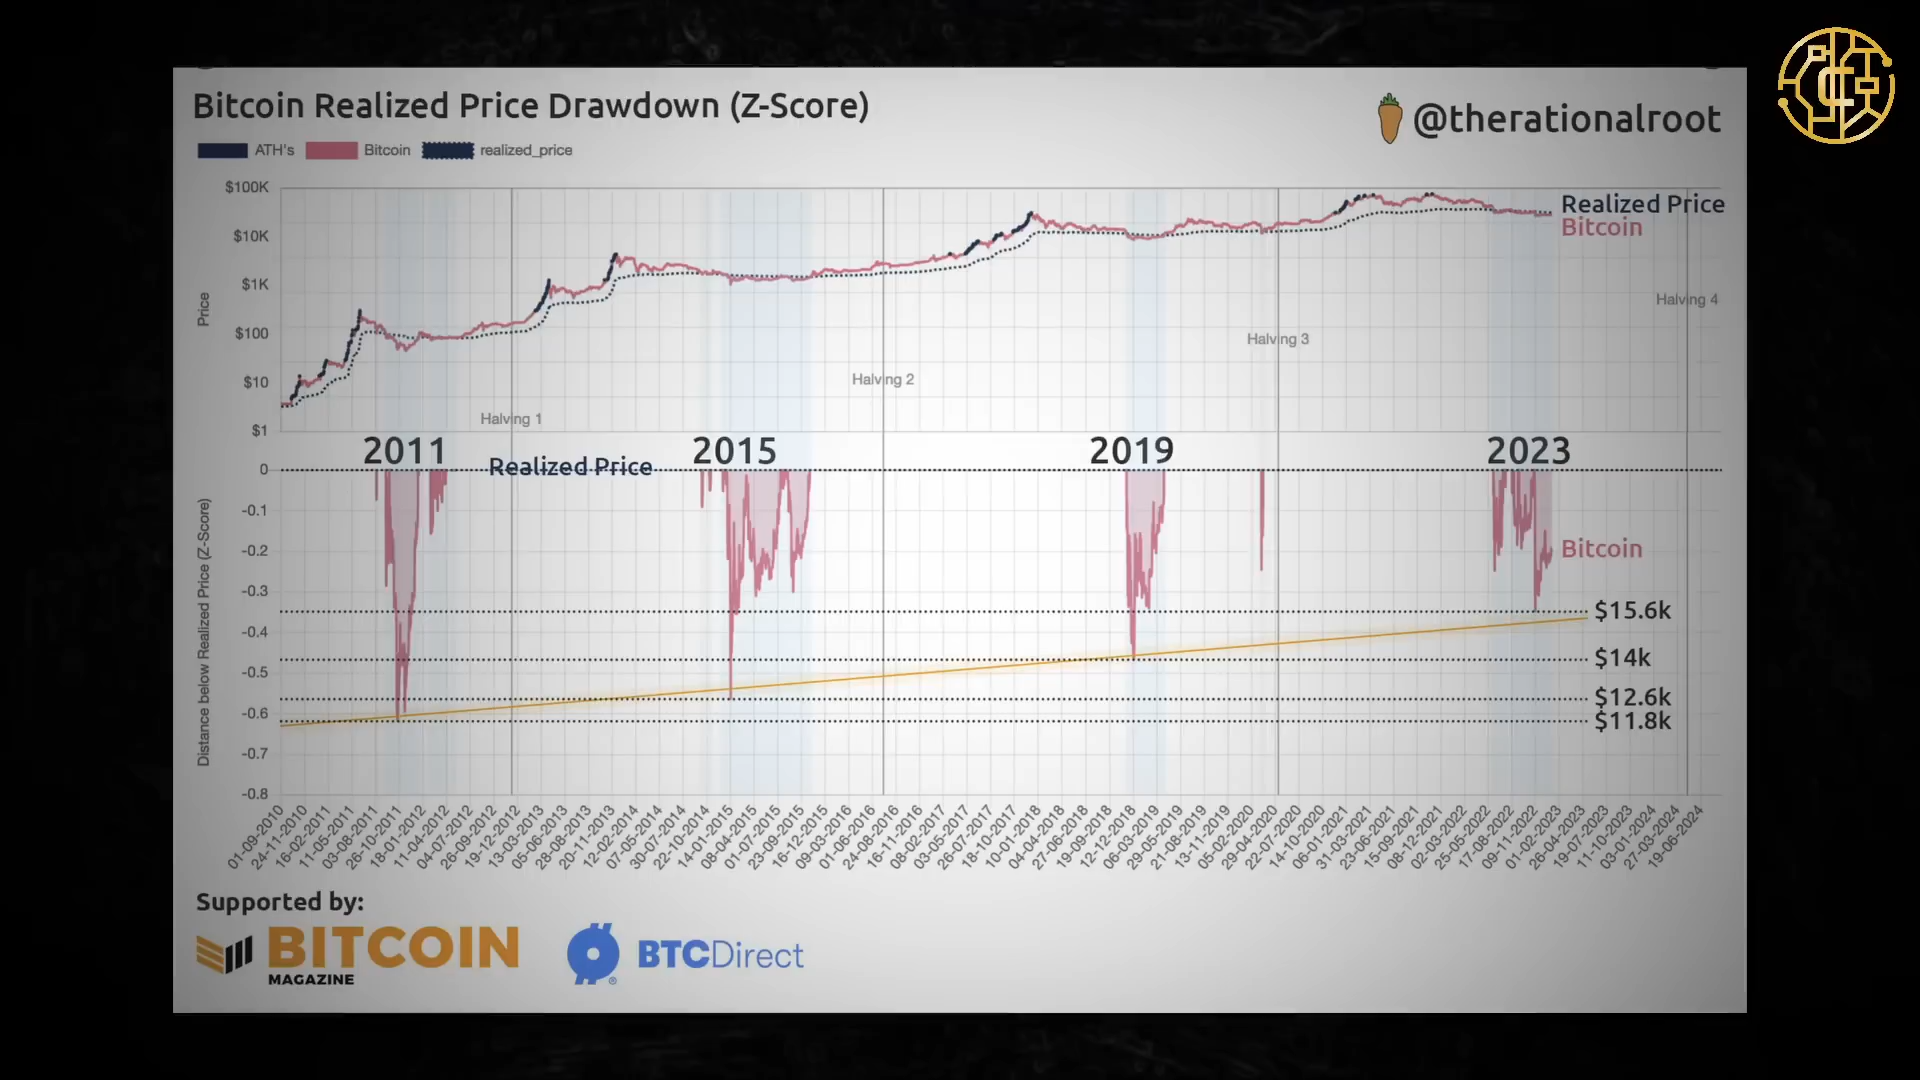 Bitcoin Realized Price Drawdown (Z-Score)
@therationalroot
ATH's Bitcoin realized_price
$100K
$10K
$1K
$100
$10
$1
Price
Realized Price
Bitcoin
Halving 1
Halving 2
Halving 3
Halving 4
2011 2015 2019 2023
Realized Price
0
-0.1
-0.2
-0.3
-0.4
-0.5
-0.6
-0.7
-0.8
Distance below Realized Price (Z-Score)
Bitcoin
$15.6k
$14k
$12.6k
$11.8k
01-09-2010
24-11-2010
16-02-2011
11-05-2011
03-08-2011
26-10-2011
18-01-2012
11-04-2012
04-07-2012
26-09-2012
19-12-2012
13-03-2013
05-06-2013
28-08-2013
20-11-2013
12-02-2014
07-05-2014
30-07-2014
22-10-2014
14-01-2015
08-04-2015
01-07-2015
23-09-2015
16-12-2015
09-03-2016
01-06-2016
24-08-2016
16-11-2016
08-02-2017
03-05-2017
26-07-2017
18-10-2017
10-01-2018
04-04-2018
27-06-2018
19-09-2018
12-12-2018
06-03-2019
29-05-2019
21-08-2019
13-11-2019
05-02-2020
29-04-2020
22-07-2020
14-10-2020
06-01-2021
31-03-2021
23-06-2021
15-09-2021
08-12-2021
02-03-2022
25-05-2022
17-08-2022
09-11-2022
01-02-2023
26-04-2023
19-07-2023
11-10-2023
03-01-2024
27-03-2024
19-06-2024
Supported by:
BITCOIN
MAGAZINE
BTCDirect